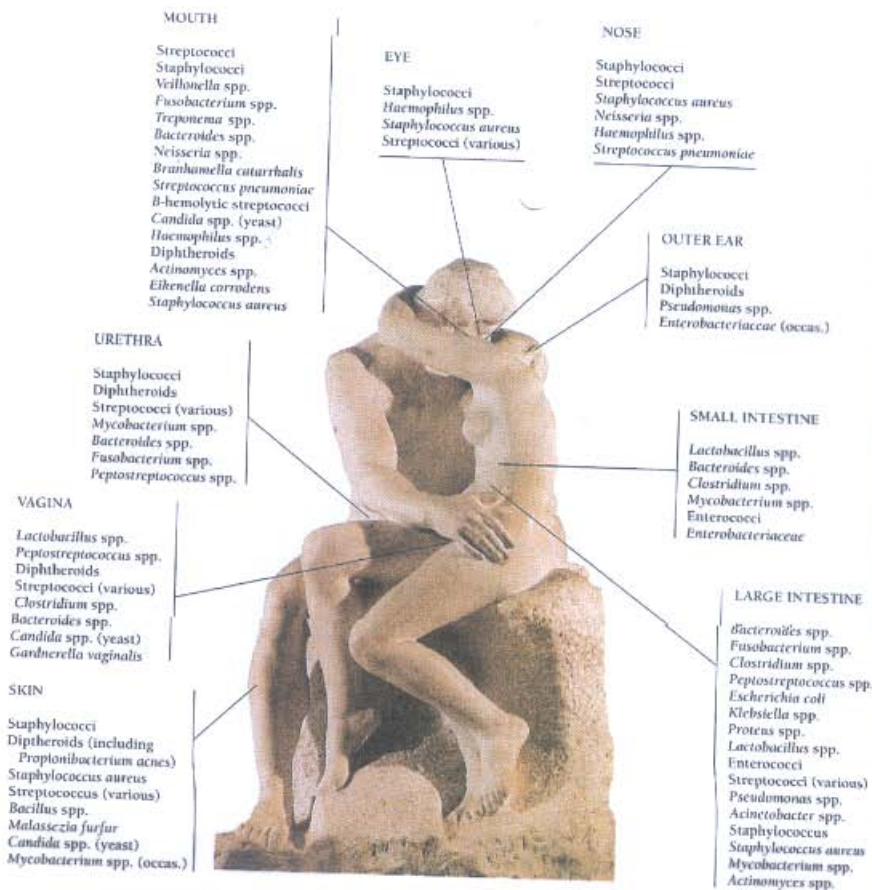 MOUTH
Streptococci
Staphylococci
Veillonella spp.
Fusobacterium spp.
Treponema spp.
Bacteroides spp.
Neisseria spp.
Branhamella catarrhalis
Streptococcus pneumoniae
B-hemolytic streptococci
Candida spp. (yeast)
Haemophilus spp.
Diphtheroids
Actinomyces spp.
Eikenella corrodens
Staphylococcus aureus
EYE
Staphylococci
Haemophilus spp.
Staphylococcus aureus
Streptococci (various)
NOSE
Staphylococci
Streptococci
Staphylococcus aureus
Neisseria spp.
Haemophilus spp.
Streptococcus pneumoniae
OUTER EAR
Staphylococci
Diphtheroids
Pseudomonas spp.
Enterobacteriaceae (occas.)
URETHRA
Staphylococci
Diphtheroids
Streptococci (various)
Mycobacterium spp.
Bacteroides spp.
Fusobacterium spp.
Peptostreptococcus spp.
SMALL INTESTINE
Lactobacillus spp.
Bacteroides spp.
Clostridium spp.
Mycobacterium spp.
Enterococci
Enterobacteriaceae
VAGINA
Lactobacillus spp.
Peptostreptococcus spp.
Diphtheroids
Streptococci (various)
Clostridium spp.
Bacteroides spp.
Candida spp. (yeast)
Gardnerella vaginalis
LARGE INTESTINE
Bacteroides spp.
Fusobacterium spp.
Clostridium spp.
Peptostreptococcus spp.
Escherichia coli
Klebsiella spp.
Proteus spp.
Lactobacillus spp.
Enterococci
Streptococci (various)
Pseudomonas spp.
Acinetobacter spp.
Staphylococcus
Staphylococcus aureus
Mycobacterium spp.
Actinomyces spp.
SKIN
Staphylococci
Diptheroids (including
Propionibacterium acnes)
Staphylococcus aureus
Streptococcus (various)
Bacillus spp.
Malassezia furfur
Candida spp. (yeast)
Mycobacterium spp. (occas.)